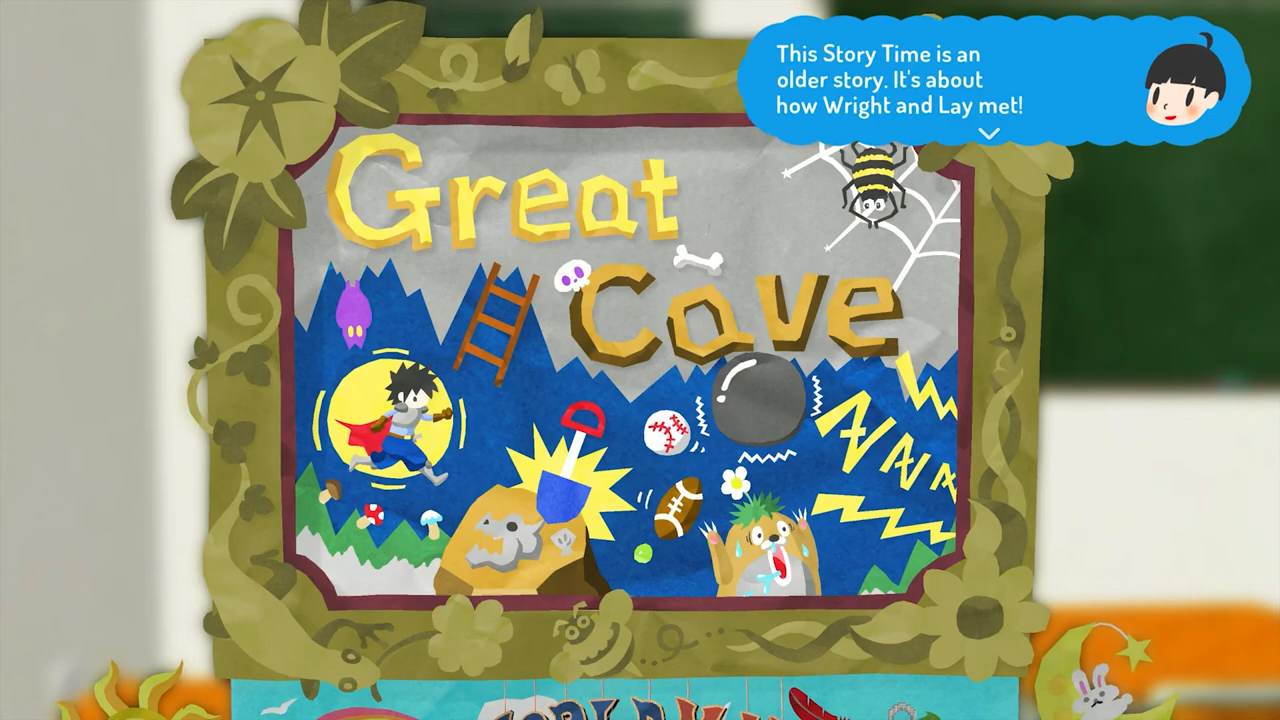 This Story Time is an
older story. It's about
how Wright and Lay met!
Great
Cave